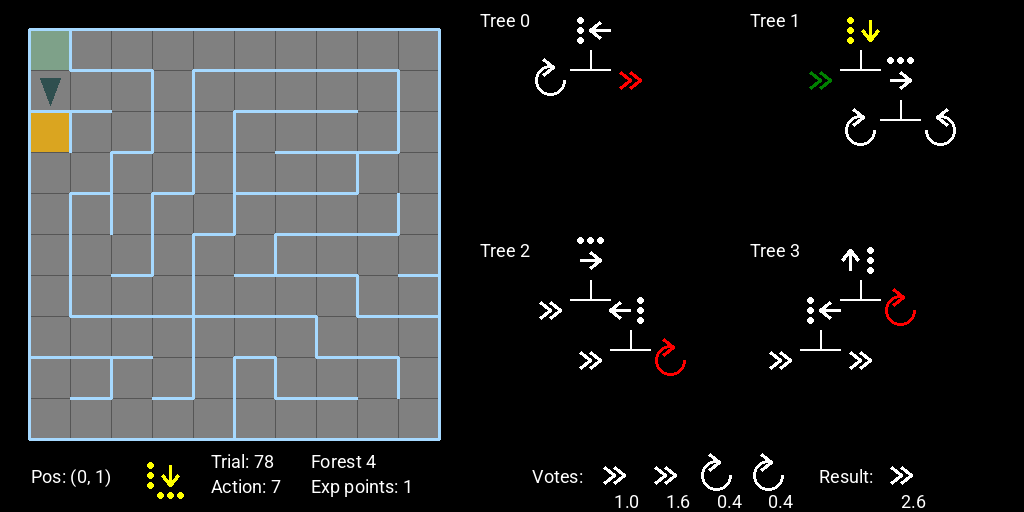 Tree 0
Tree 1
Tree 2
Tree 3
Pos: (0, 1)
Trial: 78
Forest 4
Action: 7
Exp points: 1
Votes:
1.0
1.6
0.4
0.4
Result:
2.6